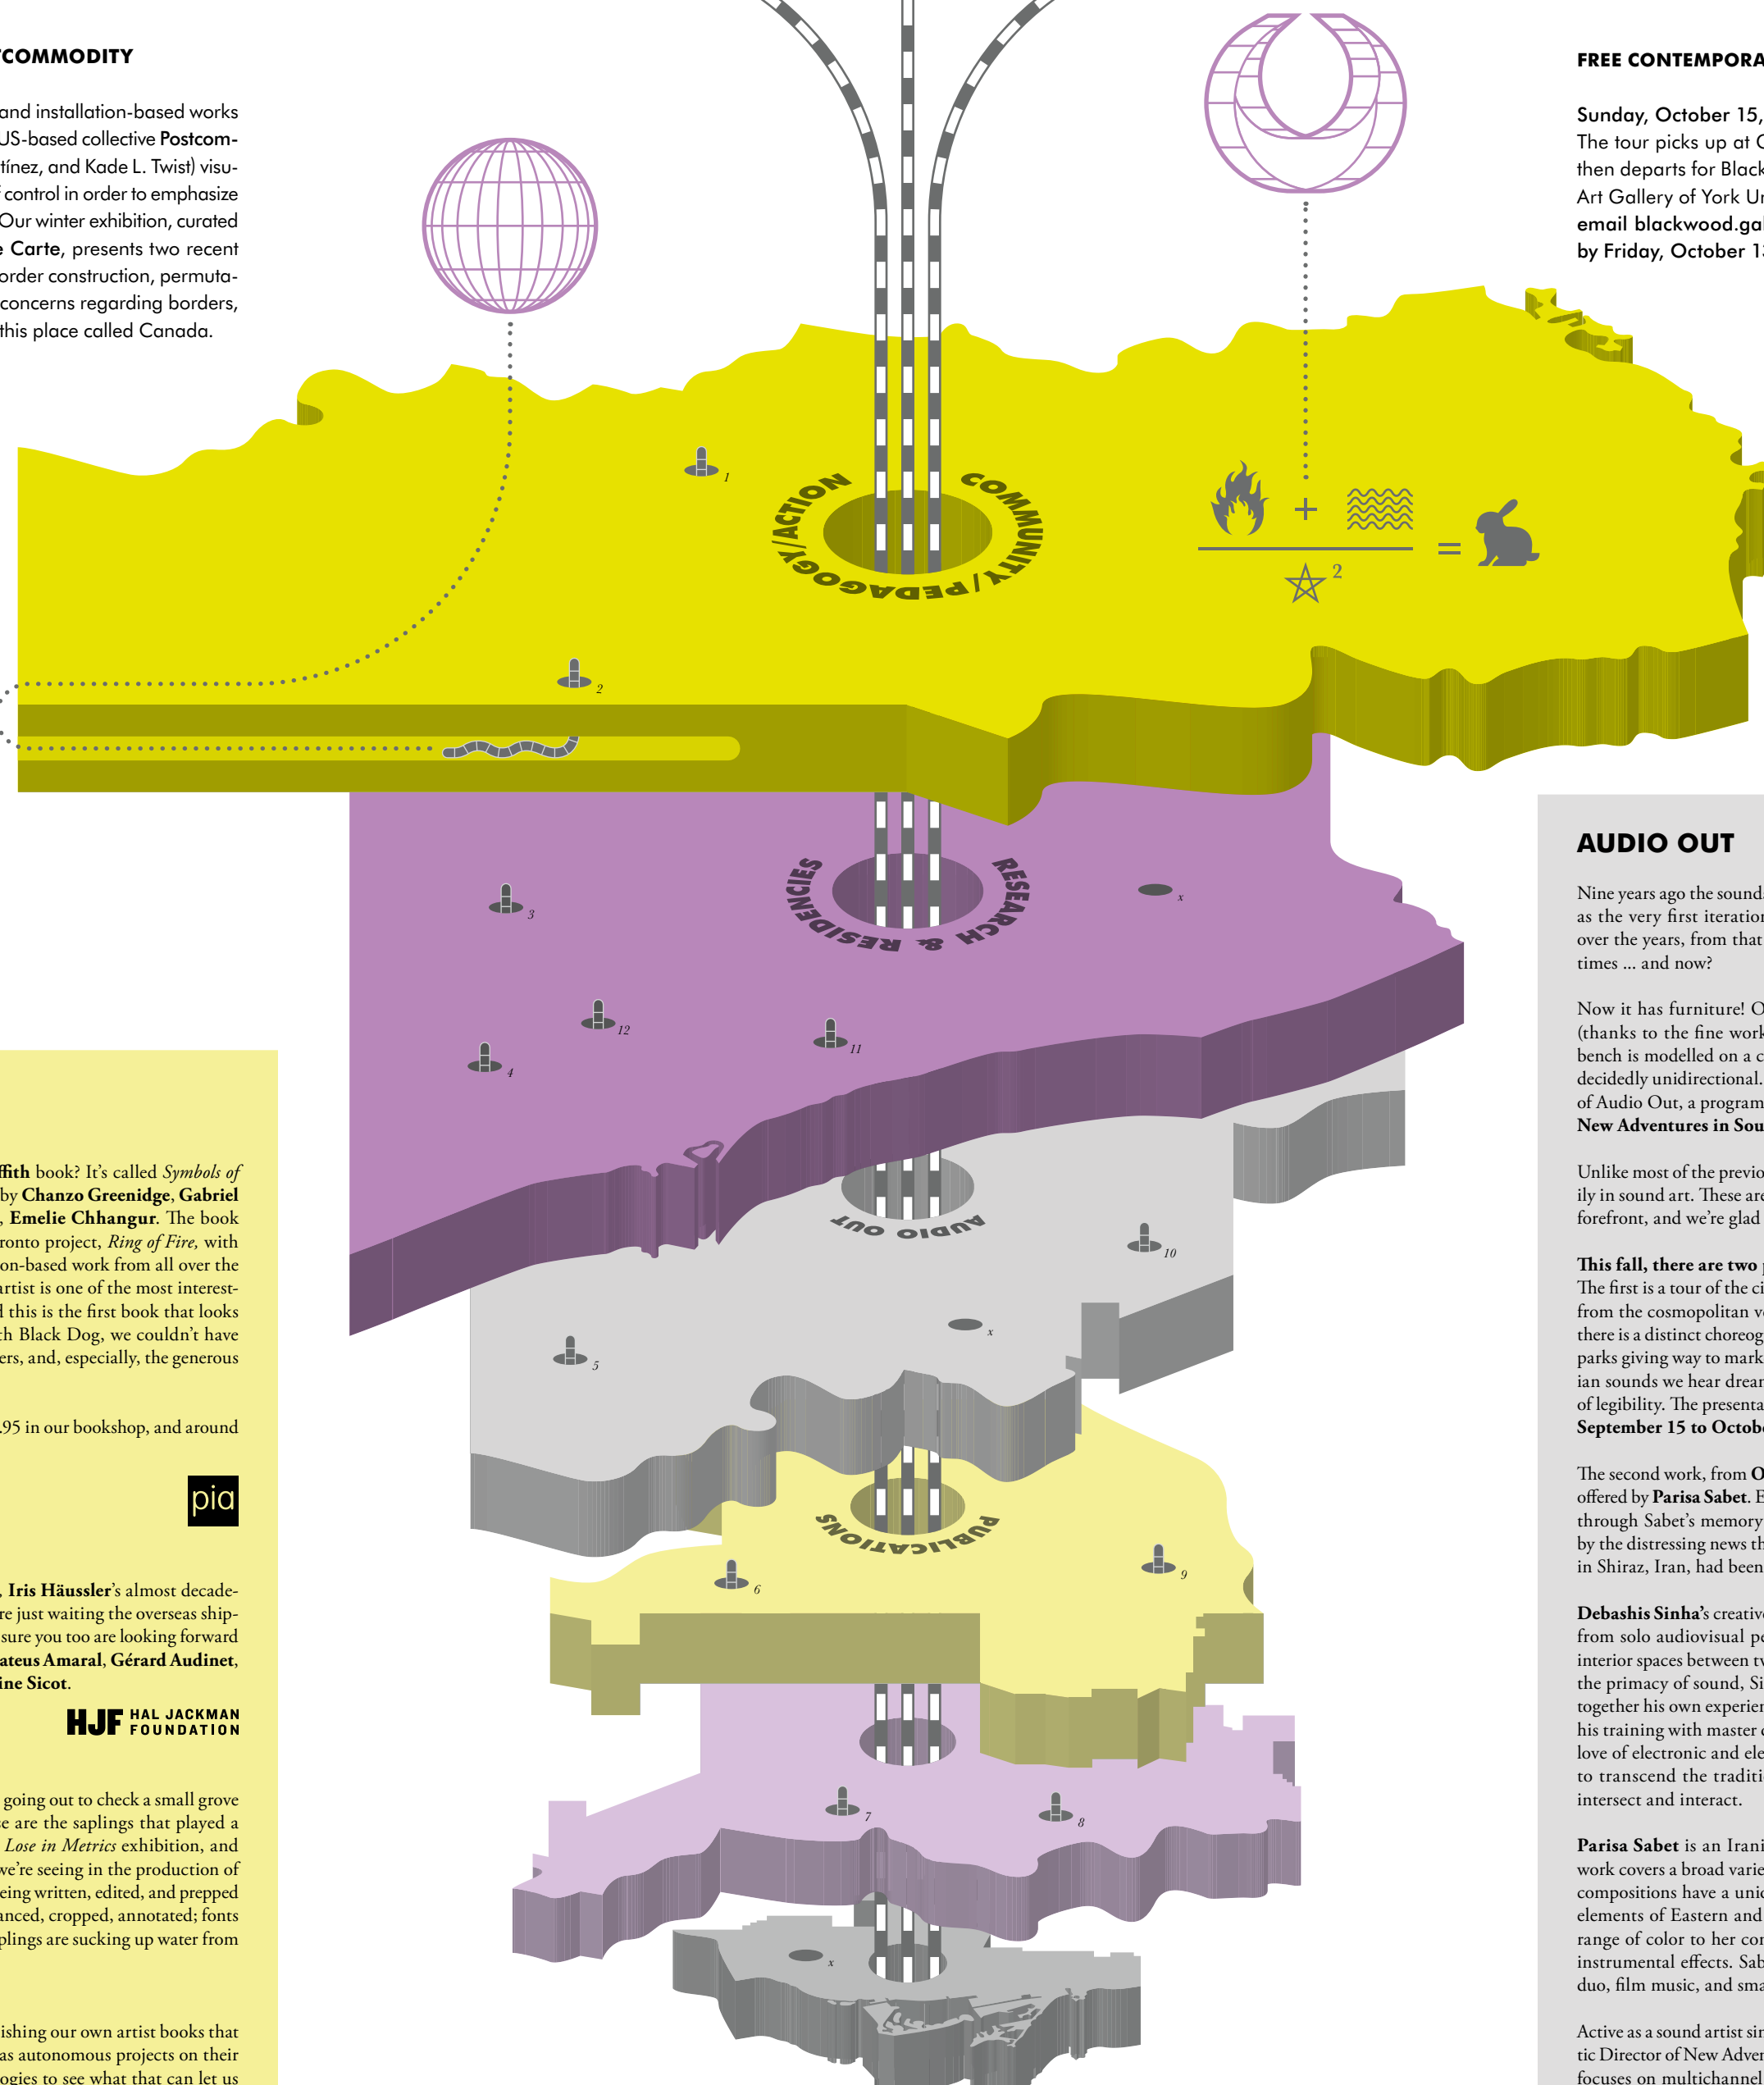 TCOMMODITY
and installation-based works
US-based collective Postcom-
tínez, and Kade L. Twist) visu-
f control in order to emphasize
Our winter exhibition, curated
e Carte, presents two recent
order construction, permuta-
concerns regarding borders,
this place called Canada.
FREE CONTEMPORA
Sunday, October 15,
The tour picks up at
then departs for Black
Art Gallery of York Un
email blackwood.gal
by Friday, October 13
1
COMMUNITY/PEDAGOGY/ACTION
+
=
2
2
RESEARCH & RESIDENCIES
x
3
12
11
4
AUDIO OUT
10
x
5
PUBLICATIONS
6
9
7
8
x
ffith book? It's called Symbols of
by Chanzo Greenidge, Gabriel
, Emelie Chhangur. The book
ronto project, Ring of Fire, with
on-based work from all over the
artist is one of the most interest-
d this is the first book that looks
th Black Dog, we couldn't have
ers, and, especially, the generous
.95 in our bookshop, and around
pia
, Iris Häussler's almost decade-
re just waiting the overseas ship-
sure you too are looking forward
ateus Amaral, Gérard Audinet,
ine Sicot.
HJF HAL JACKMAN
FOUNDATION
going out to check a small grove
se are the saplings that played a
Lose in Metrics exhibition, and
we're seeing in the production of
eing written, edited, and prepped
anced, cropped, annotated; fonts
plings are sucking up water from
ishing our own artist books that
as autonomous projects on their
ogies to see what that can let us
AUDIO OUT
Nine years ago the sounds
as the very first iteration
over the years, from that
times ... and now?
Now it has furniture! O
(thanks to the fine work
bench is modelled on a c
decidedly unidirectional.
of Audio Out, a program
New Adventures in Sou
Unlike most of the previo
ily in sound art. These are
forefront, and we're glad
This fall, there are two p
The first is a tour of the ci
from the cosmopolitan ve
there is a distinct choreog
parks giving way to mark
ian sounds we hear dream
of legibility. The presenta
September 15 to Octobe
The second work, from O
offered by Parisa Sabet. E
through Sabet's memory
by the distressing news th
in Shiraz, Iran, had been
Debashis Sinha's creative
from solo audiovisual pe
interior spaces between tw
the primacy of sound, Si
together his own experien
his training with master d
love of electronic and ele
to transcend the traditi
intersect and interact.
Parisa Sabet is an Irani
work covers a broad varie
compositions have a uniq
elements of Eastern and
range of color to her com
instrumental effects. Sab
duo, film music, and sma
Active as a sound artist sin
tic Director of New Adven
focuses on multichannel